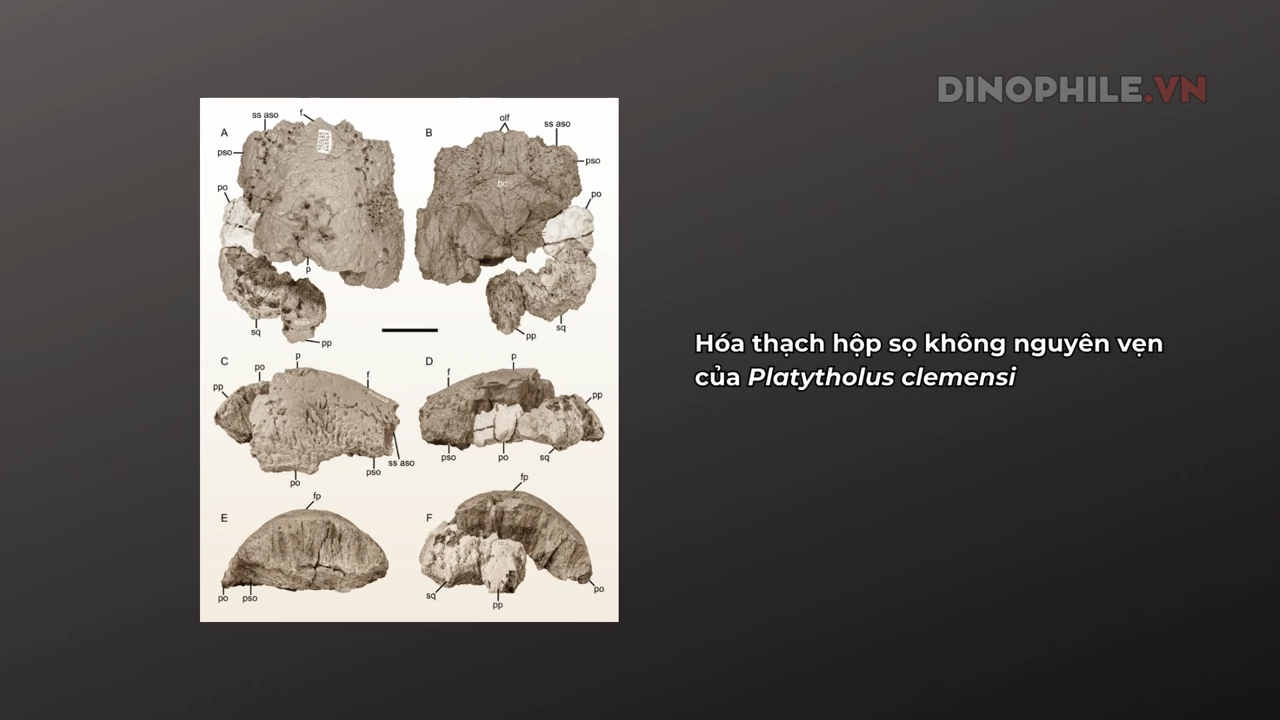 DINOPHILE.VN
A
ss aso
f
pso
po
p
sq
pp
B
olf
ss aso
pso
f
bc
po
sq
pp
C
p
po
pp
f
ss aso
pso
po
D
p
f
pp
pso
po
sq
E
fp
po
pso
F
fp
sq
pp
po
Hóa thạch hộp sọ không nguyên vẹn
của Platytholus clemensi